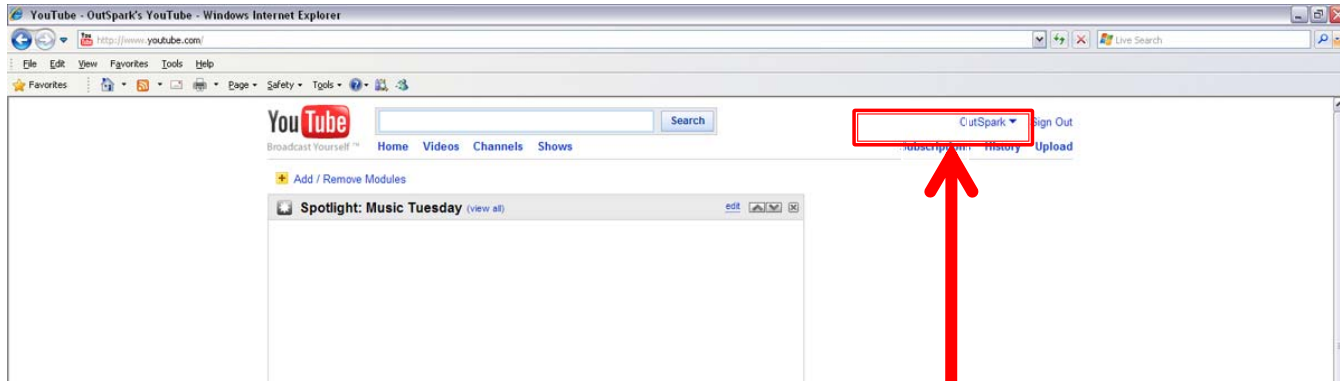 YouTube - OutSpark's YouTube - Windows Internet Explorer
http://www.youtube.com/
Live Search
File Edit View Favorites Tools Help
Favorites Page Safety Tools
You Tube Search OutSpark Sign Out
Broadcast Yourself ™ Home Videos Channels Shows History Upload
Add / Remove Modules
Spotlight: Music Tuesday (view all) edit